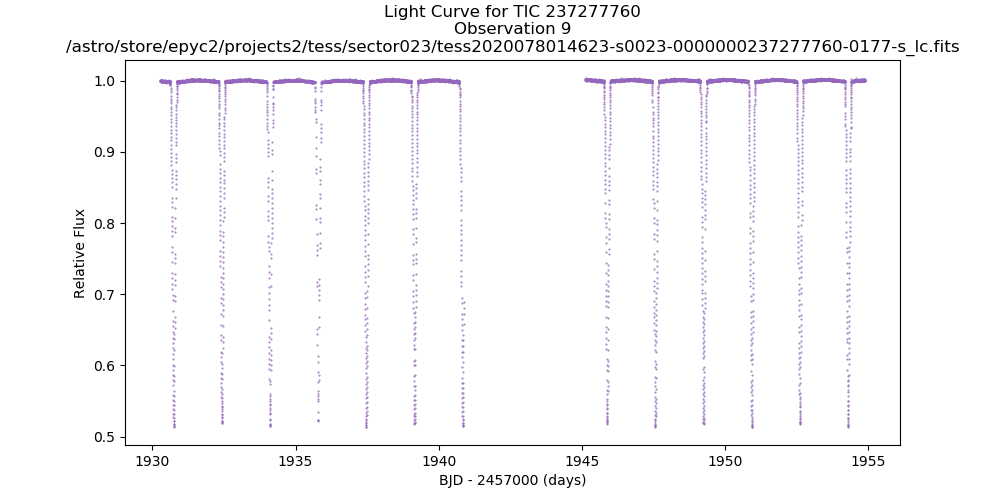 Light Curve for TIC 237277760
Observation 9
/astro/store/epyc2/projects2/tess/sector023/tess2020078014623-s0023-0000000237277760-0177-s_lc.fits
1.0
0.9
0.8
0.7
0.6
0.5
Relative Flux
1930 1935 1940 1945 1950 1955
BJD - 2457000 (days)